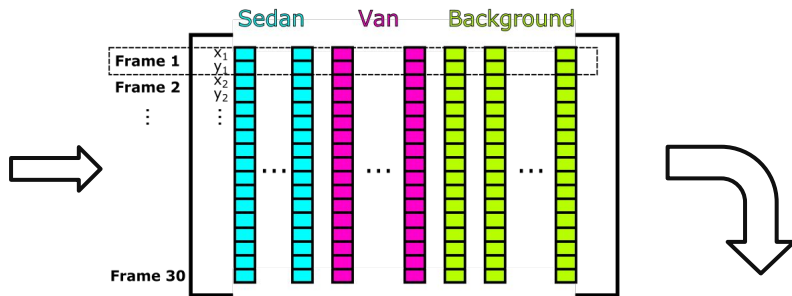 Sedan Van Background
Frame 1 x₁
y₁
Frame 2 x₂
y₂
⋮ ⋮
... ... ...
Frame 30